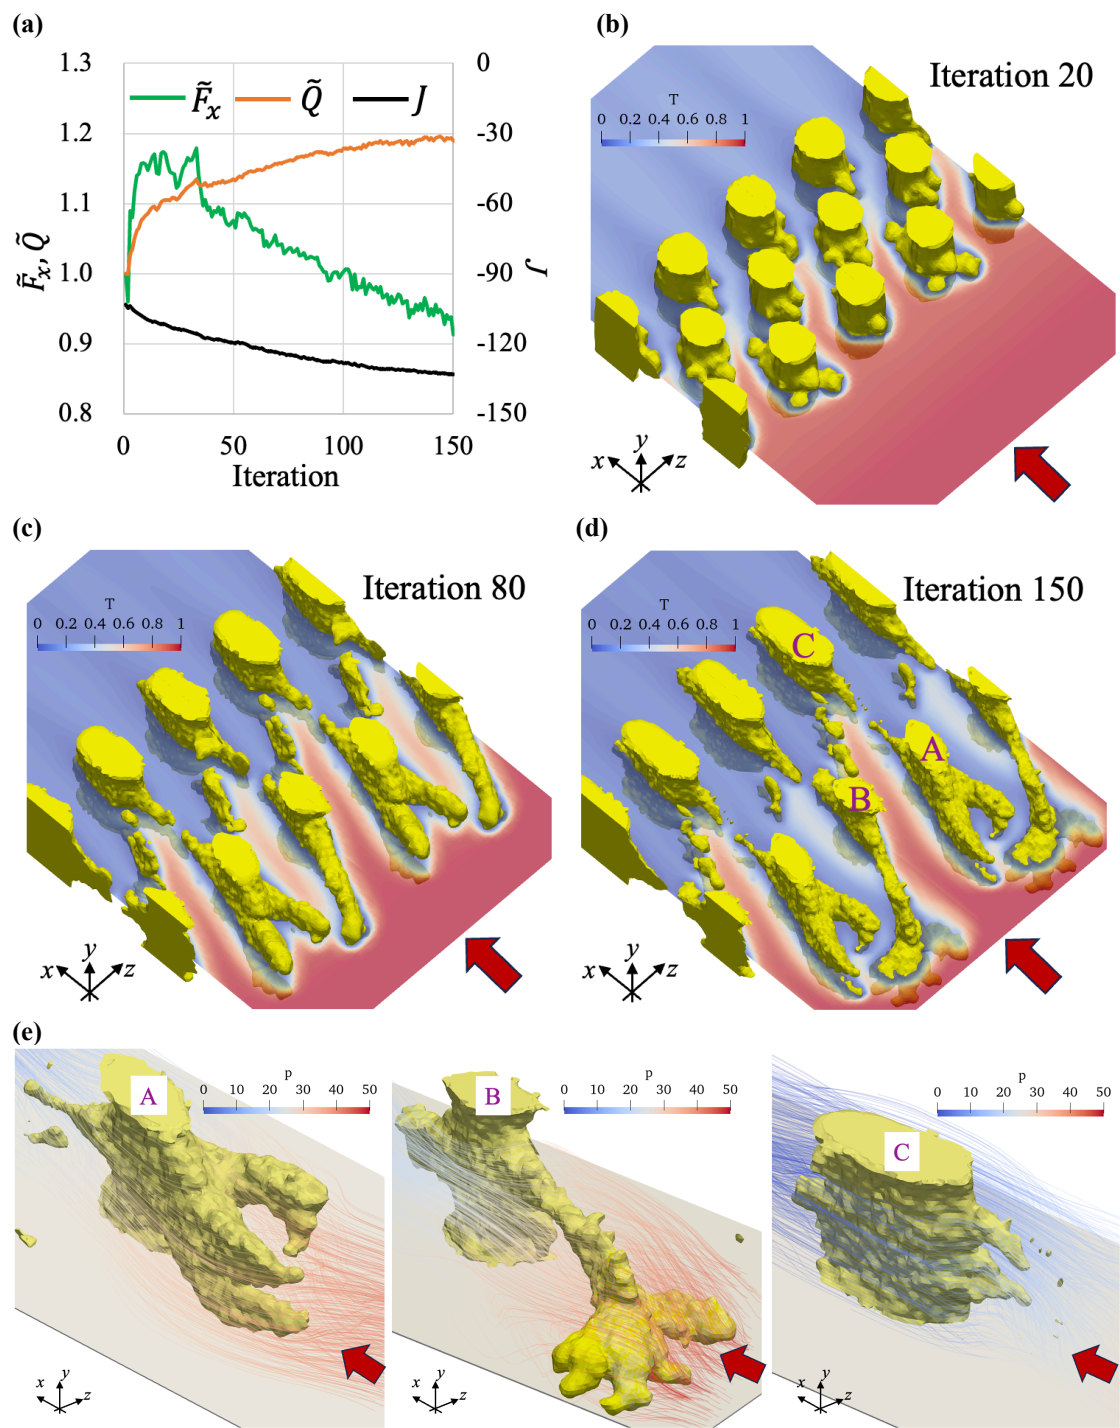 (a)
1.3
1.2
1.1
1.0
0.9
0.8
F̃ₓ, Q̃
F̃ₓ Q̃ J
0
-30
-60
-90
-120
-150
J
0 50 100 150
Iteration
(b)
Iteration 20
T
0 0.2 0.4 0.6 0.8 1
x y z
(c)
Iteration 80
T
0 0.2 0.4 0.6 0.8 1
x y z
(d)
Iteration 150
T
0 0.2 0.4 0.6 0.8 1
C
A
B
x y z
(e)
A
p
0 10 20 30 40 50
x y z
B
p
0 10 20 30 40 50
x y z
C
p
0 10 20 30 40 50
x y z